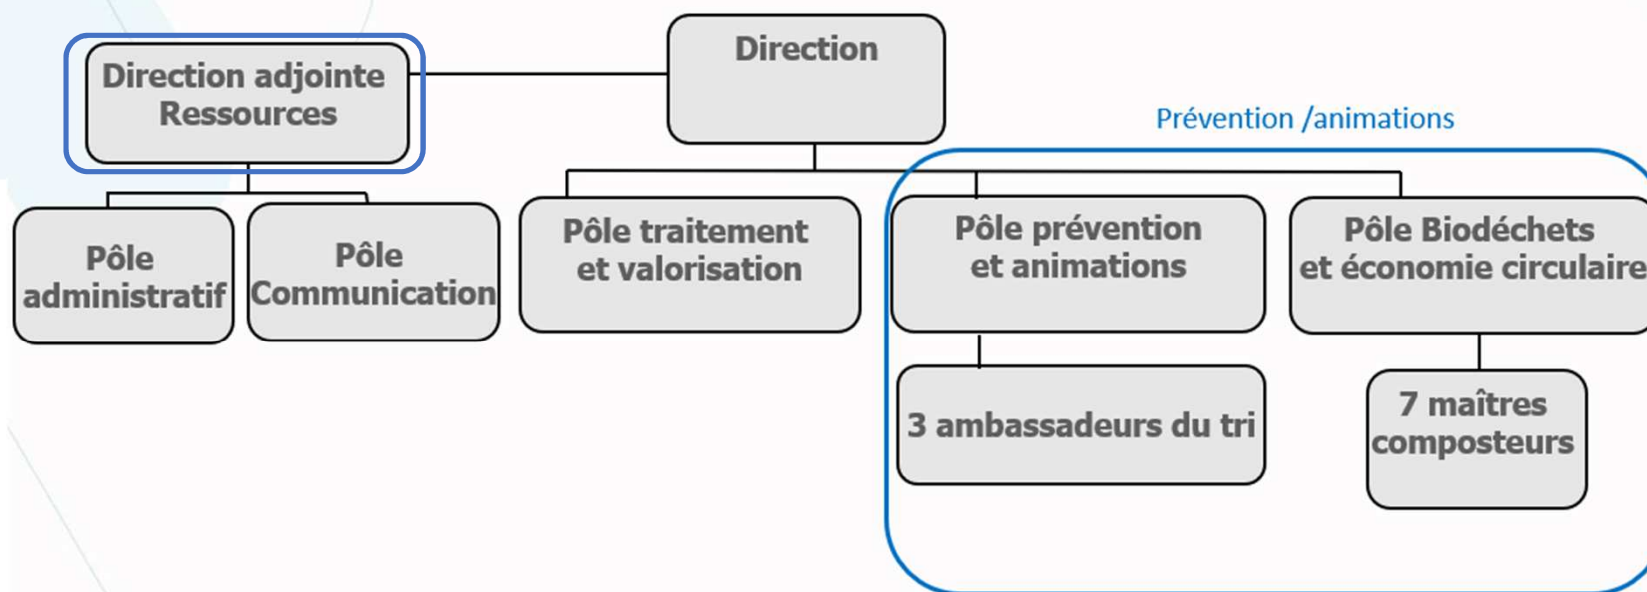 Direction
Direction adjointe
Ressources
Prévention /animations
Pôle
administratif
Pôle
Communication
Pôle traitement
et valorisation
Pôle prévention
et animations
Pôle Biodéchets
et économie circulaire
3 ambassadeurs du tri
7 maîtres
composteurs